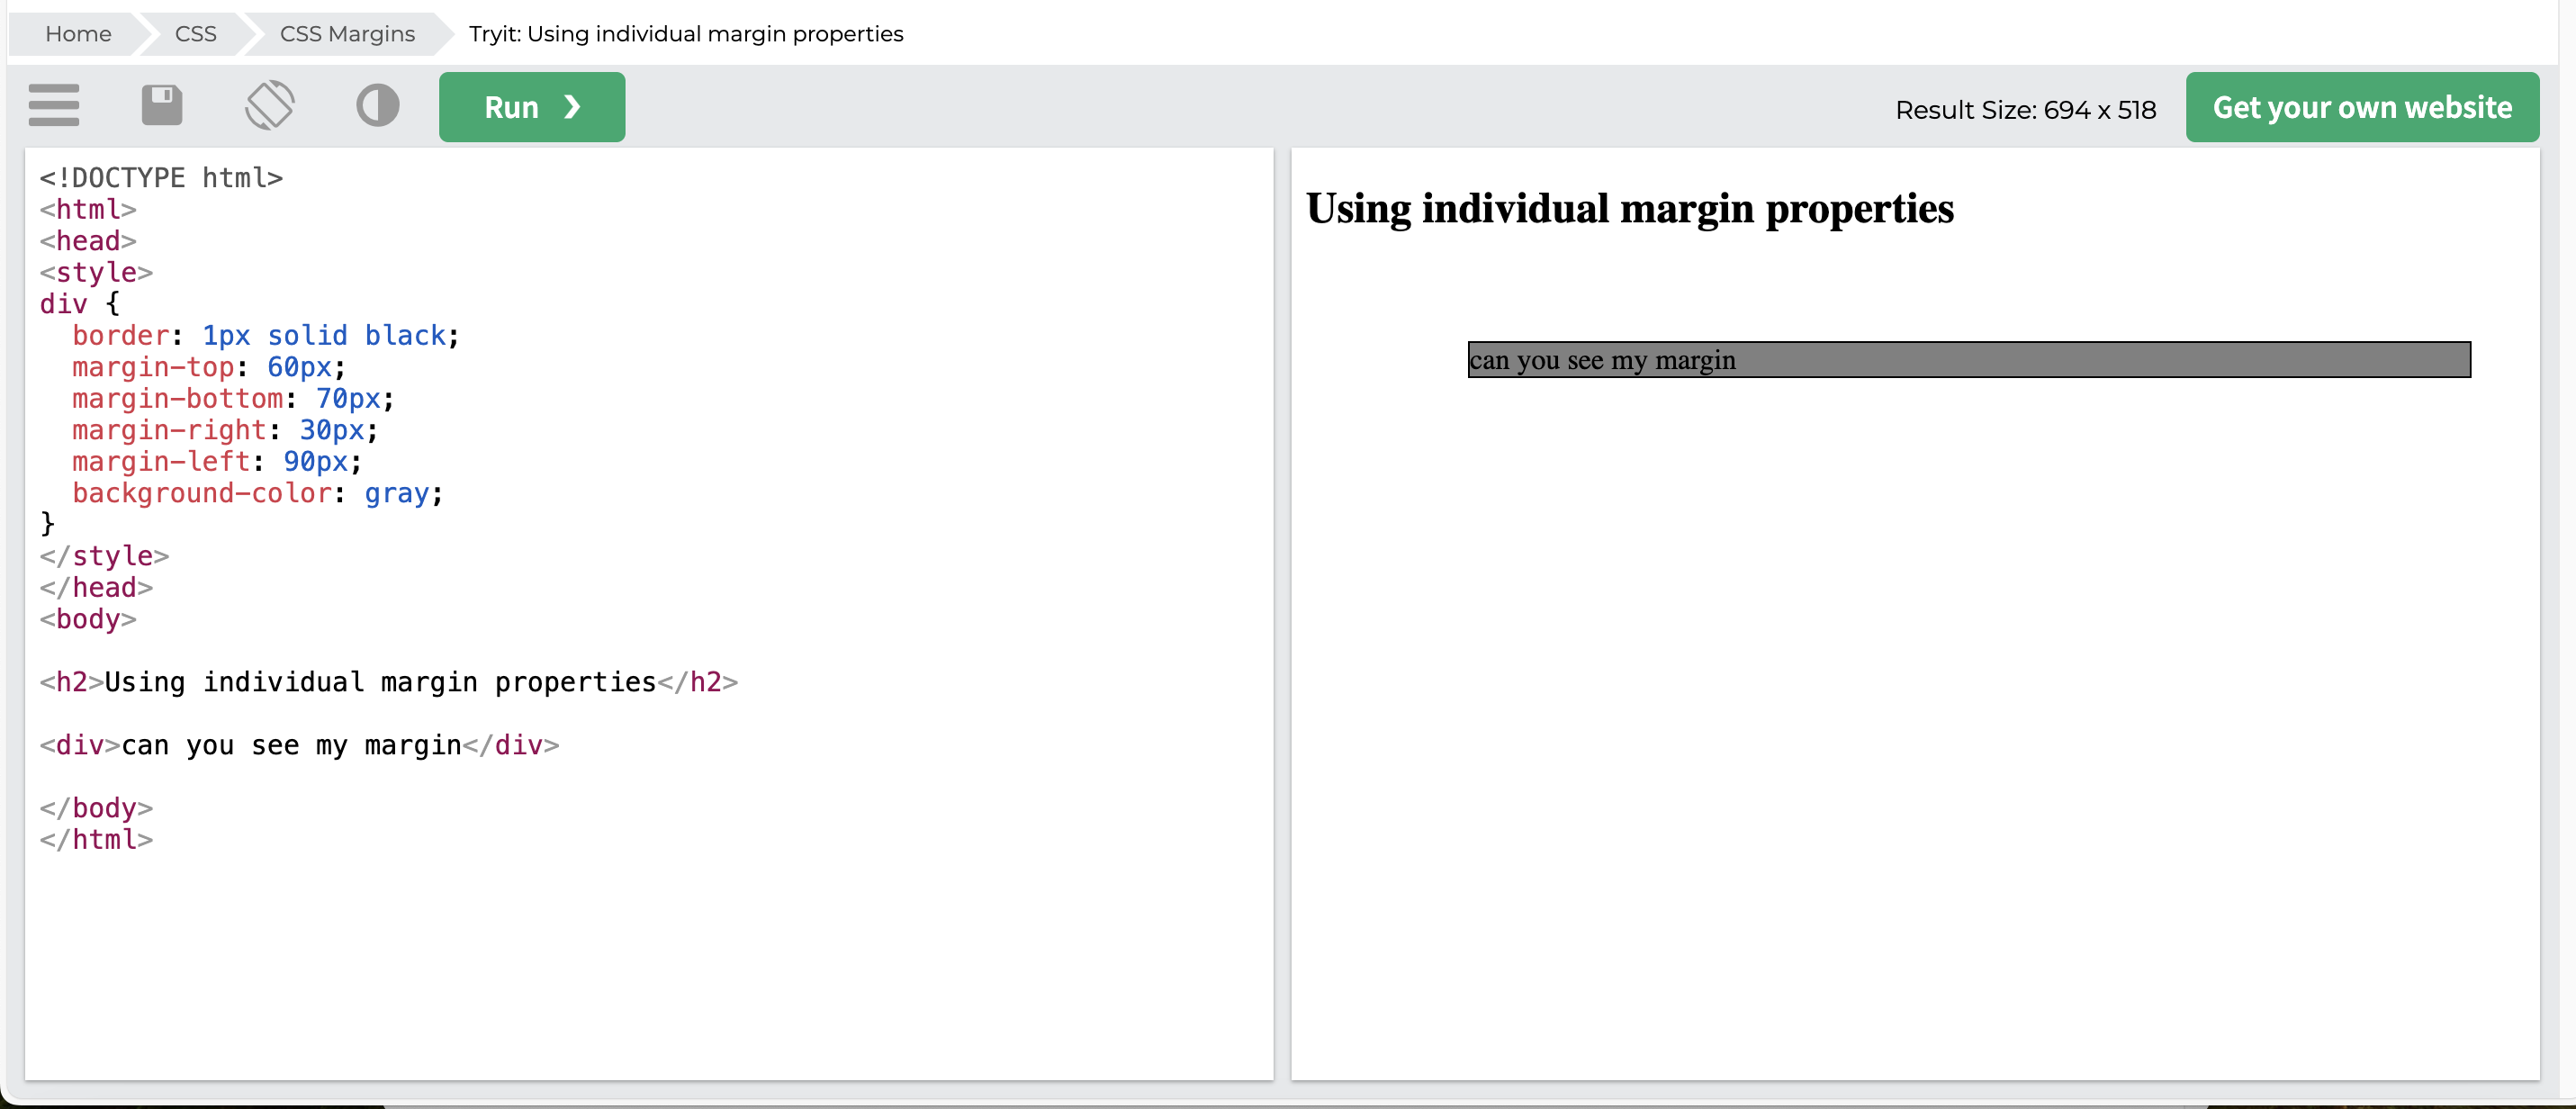 Home CSS CSS Margins Tryit: Using individual margin properties
Run ❯ Result Size: 694 x 518 Get your own website
<!DOCTYPE html>
<html>
<head>
<style>
div {
  border: 1px solid black;
  margin-top: 60px;
  margin-bottom: 70px;
  margin-right: 30px;
  margin-left: 90px;
  background-color: gray;
}
</style>
</head>
<body>

<h2>Using individual margin properties</h2>

<div>can you see my margin</div>

</body>
</html>
Using individual margin properties
can you see my margin